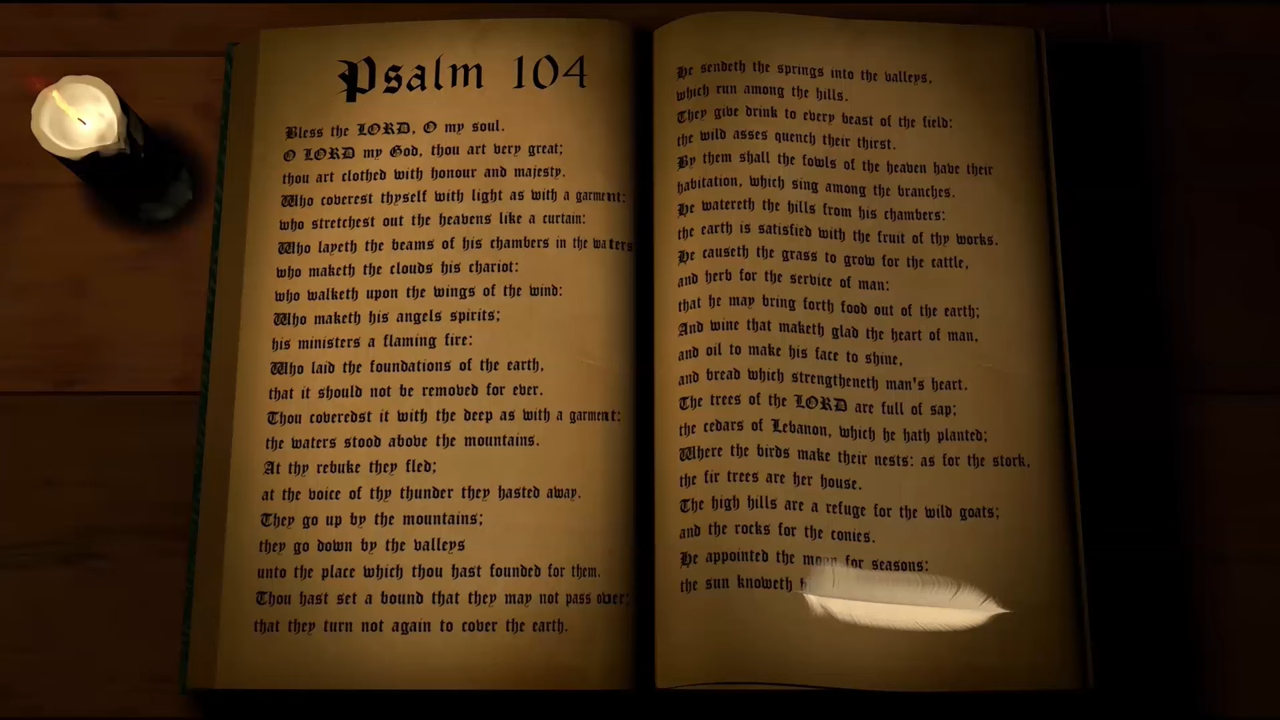 Psalm 104
Bless the LORD, O my soul.
O LORD my God, thou art very great;
thou art clothed with honour and majesty.
Who coverest thyself with light as with a garment:
who stretchest out the heavens like a curtain:
Who layeth the beams of his chambers in the waters
who maketh the clouds his chariot:
who walketh upon the wings of the wind:
Who maketh his angels spirits;
his ministers a flaming fire:
Who laid the foundations of the earth,
that it should not be removed for ever.
Thou coveredst it with the deep as with a garment:
the waters stood above the mountains.
At thy rebuke they fled;
at the voice of thy thunder they hasted away.
They go up by the mountains;
they go down by the valleys
unto the place which thou hast founded for them.
Thou hast set a bound that they may not pass over;
that they turn not again to cover the earth.
He sendeth the springs into the valleys,
which run among the hills.
They give drink to every beast of the field:
the wild asses quench their thirst.
By them shall the fowls of the heaven have their
habitation, which sing among the branches.
He watereth the hills from his chambers:
the earth is satisfied with the fruit of thy works.
He causeth the grass to grow for the cattle,
and herb for the service of man:
that he may bring forth food out of the earth;
And wine that maketh glad the heart of man,
and oil to make his face to shine,
and bread which strengtheneth man's heart.
The trees of the LORD are full of sap;
the cedars of Lebanon, which he hath planted;
Where the birds make their nests: as for the stork,
the fir trees are her house.
The high hills are a refuge for the wild goats;
and the rocks for the conies.
He appointed the moon for seasons:
the sun knoweth